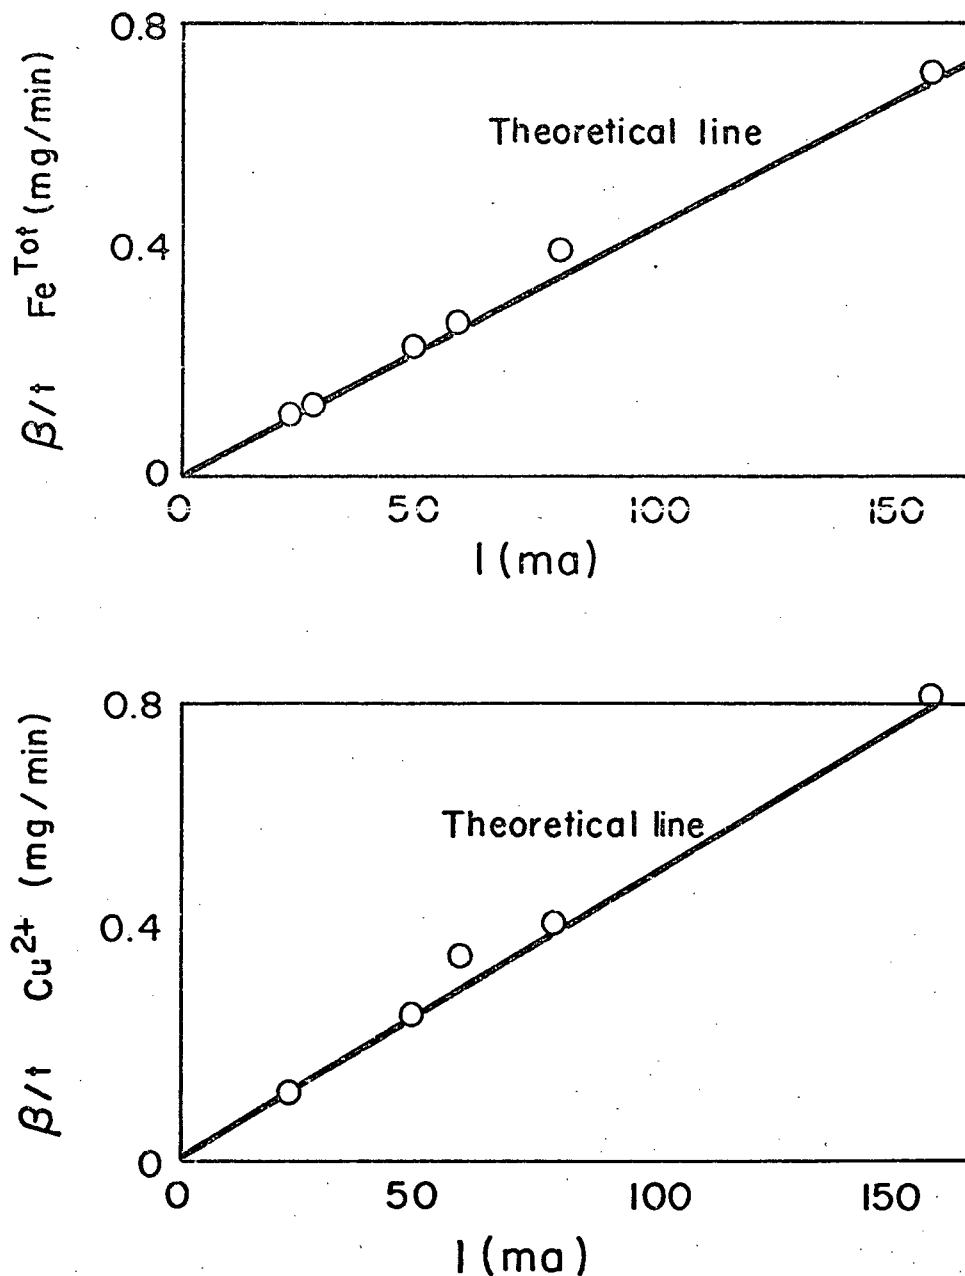 0.8
β/t Fe^Tot (mg/min)
Theoretical line
0.4
0
0 50 100 150
I (ma)
0.8
β/t Cu^2+ (mg/min)
Theoretical line
0.4
0
0 50 100 150
I (ma)